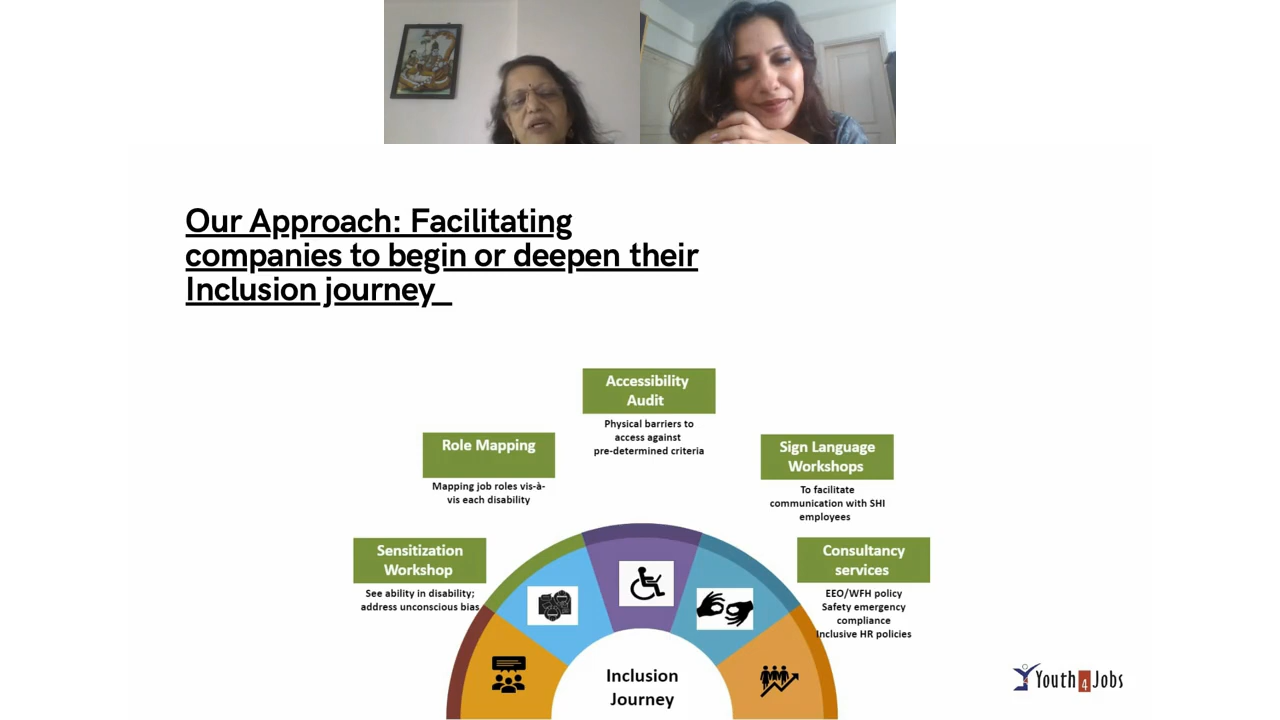 Our Approach: Facilitating
companies to begin or deepen their
Inclusion journey_
Accessibility
Audit
Physical barriers to
access against
pre-determined criteria
Role Mapping
Mapping job roles vis-à-
vis each disability
Sign Language
Workshops
To facilitate
communication with SHI
employees
Sensitization
Workshop
See ability in disability;
address unconscious bias
Consultancy
services
EEO/WFH policy
Safety emergency
compliance
Inclusive HR policies
Inclusion
Journey
Youth4Jobs